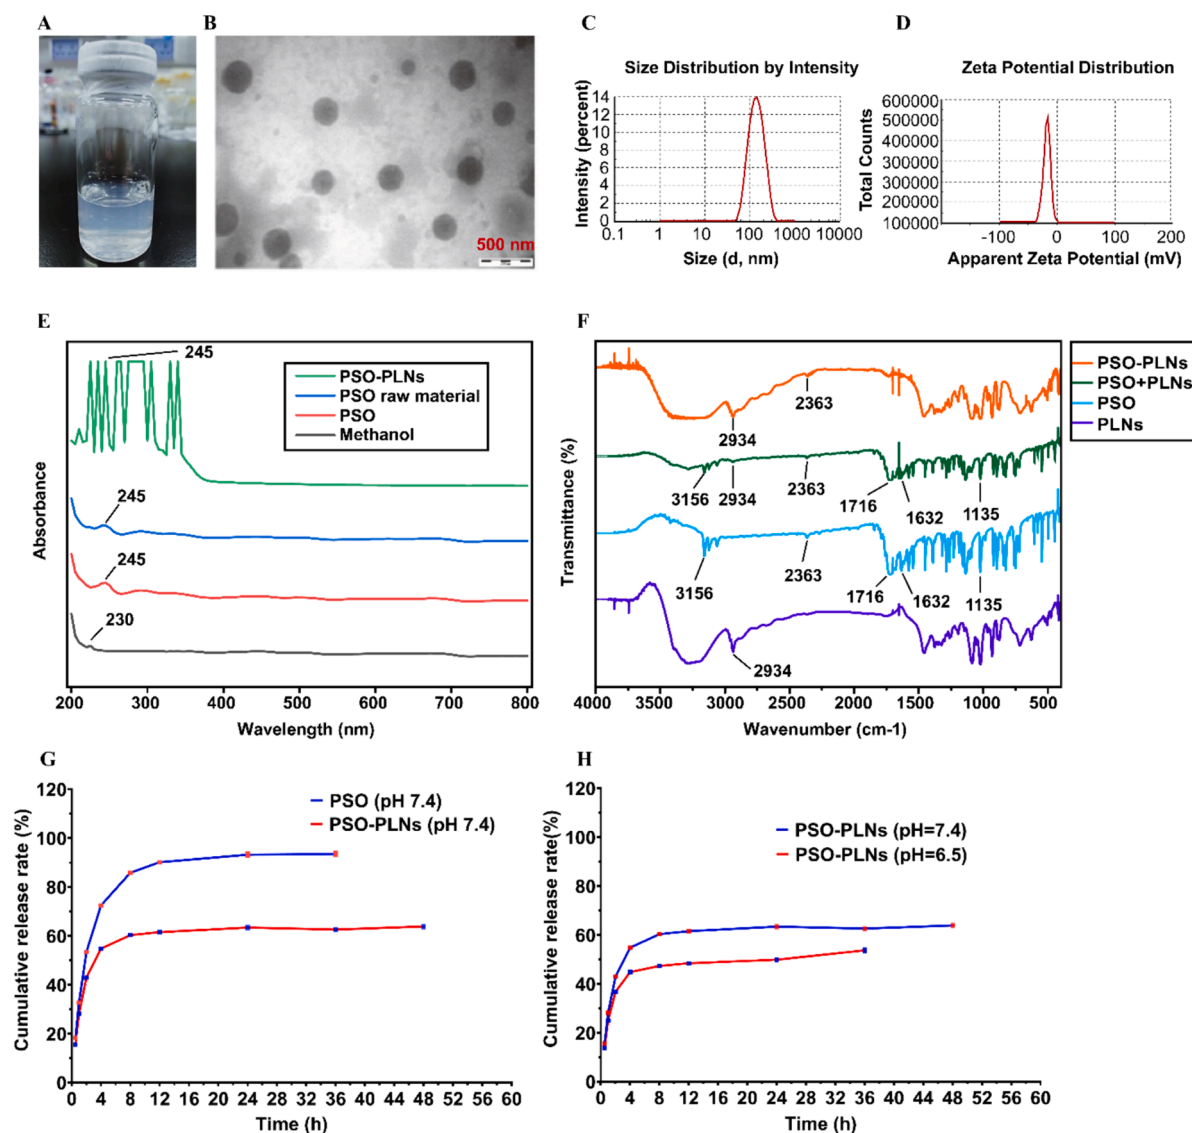 A
B
500 nm
C
Size Distribution by Intensity
Intensity (percent)
14
12
10
8
6
4
2
0
0.1 1 10 100 1000 10000
Size (d, nm)
D
Zeta Potential Distribution
Total Counts
600000
500000
400000
300000
200000
100000
-100 0 100 200
Apparent Zeta Potential (mV)
E
245
PSO-PLNs
PSO raw material
PSO
Methanol
245
245
230
Absorbance
200 300 400 500 600 700 800
Wavelength (nm)
F
PSO-PLNs
PSO+PLNs
PSO
PLNs
2363
2934
3156 2934 2363 1716 1632 1135
3156 2363 1716 1632 1135
2934
Transmittance (%)
4000 3500 3000 2500 2000 1500 1000 500
Wavenumber (cm-1)
G
PSO (pH 7.4)
PSO-PLNs (pH 7.4)
Cumulative release rate (%)
120
100
80
60
40
20
0
0 4 8 12 16 20 24 28 32 36 40 44 48 52 56 60
Time (h)
H
PSO-PLNs (pH=7.4)
PSO-PLNs (pH=6.5)
Cumulative release rate(%)
120
100
80
60
40
20
0
0 4 8 12 16 20 24 28 32 36 40 44 48 52 56 60
Time (h)